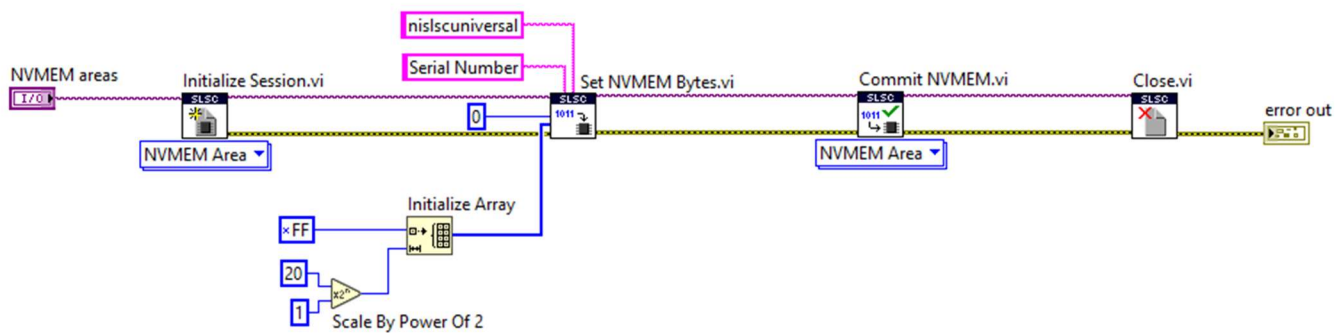 nislscuniversal
Serial Number
NVMEM areas
I/O
Initialize Session.vi
SLSC
NVMEM Area
0
Set NVMEM Bytes.vi
SLSC
1011
Commit NVMEM.vi
SLSC
1011
NVMEM Area
Close.vi
SLSC
error out
Initialize Array
×FF
20
1
x2ⁿ
Scale By Power Of 2